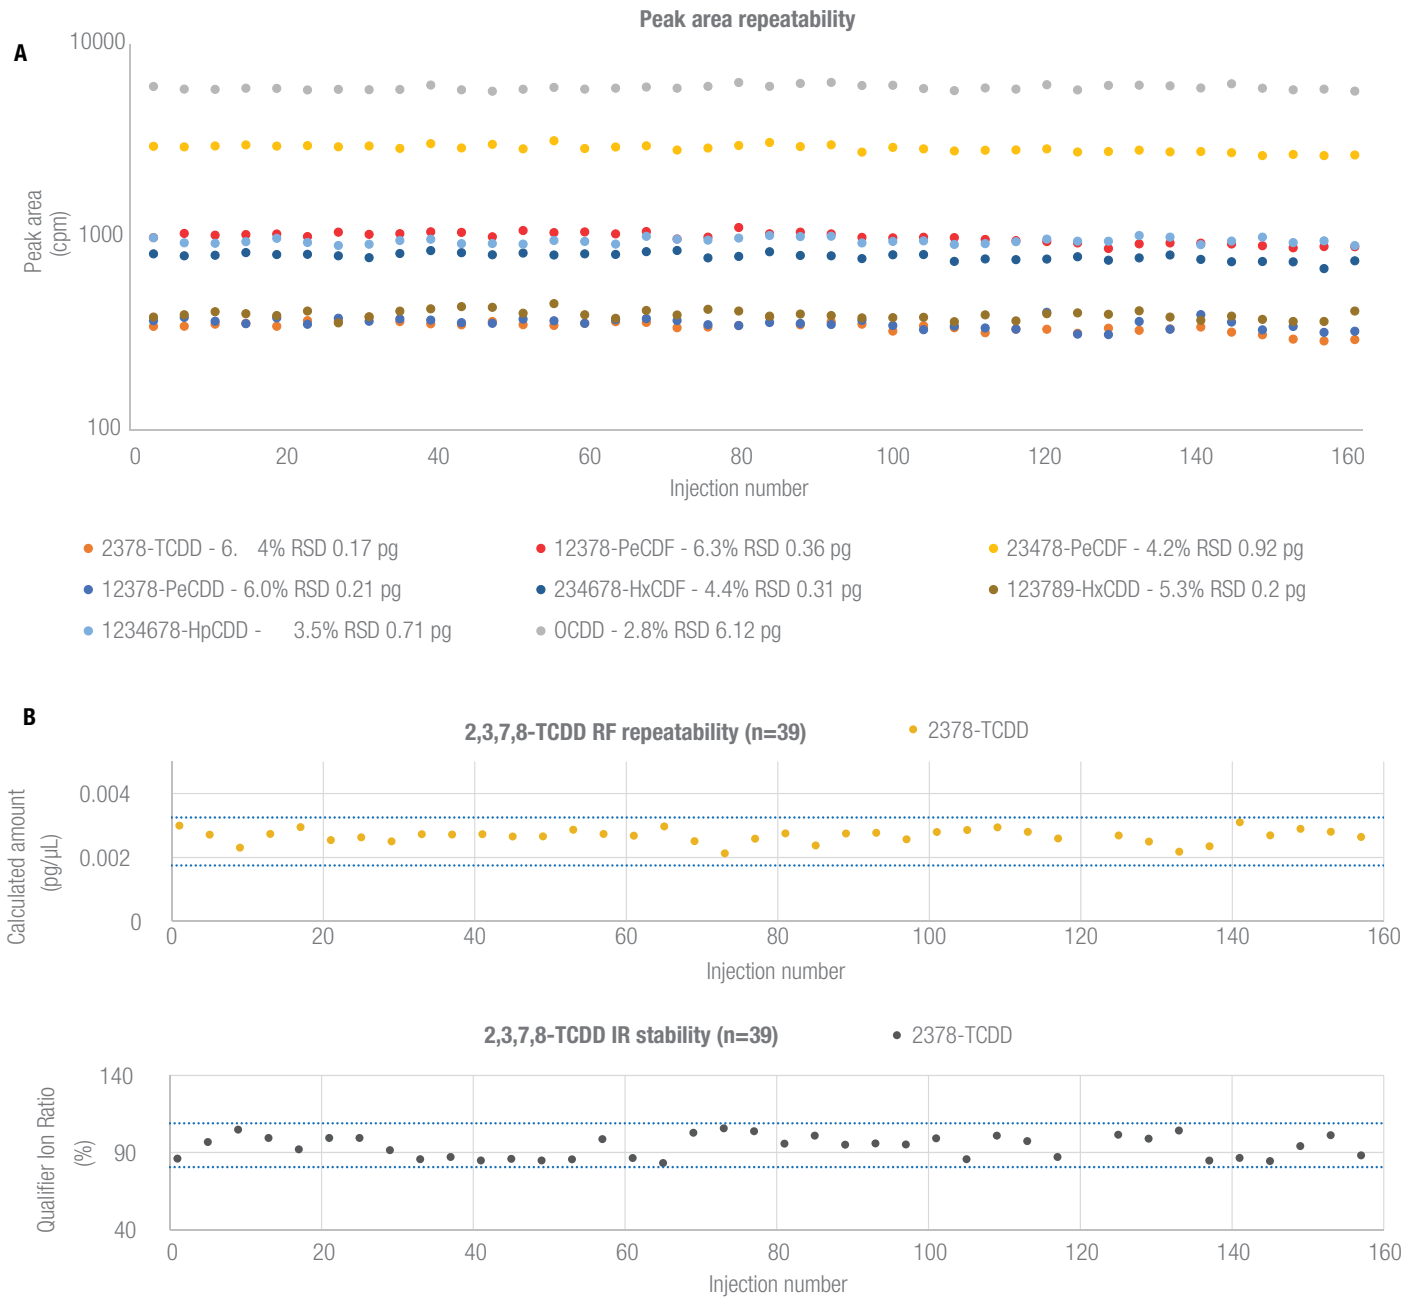 Peak area repeatability
A
10000
1000
100
Peak area
(cpm)
0 20 40 60 80 100 120 140 160
Injection number
2378-TCDD - 6. 4% RSD 0.17 pg
12378-PeCDF - 6.3% RSD 0.36 pg
23478-PeCDF - 4.2% RSD 0.92 pg
12378-PeCDD - 6.0% RSD 0.21 pg
234678-HxCDF - 4.4% RSD 0.31 pg
123789-HxCDD - 5.3% RSD 0.2 pg
1234678-HpCDD - 3.5% RSD 0.71 pg
OCDD - 2.8% RSD 6.12 pg
B
2,3,7,8-TCDD RF repeatability (n=39)
2378-TCDD
0.004
0.002
0
Calculated amount
(pg/µL)
0 20 40 60 80 100 120 140 160
Injection number
2,3,7,8-TCDD IR stability (n=39)
2378-TCDD
140
90
40
Qualifier Ion Ratio
(%)
0 20 40 60 80 100 120 140 160
Injection number